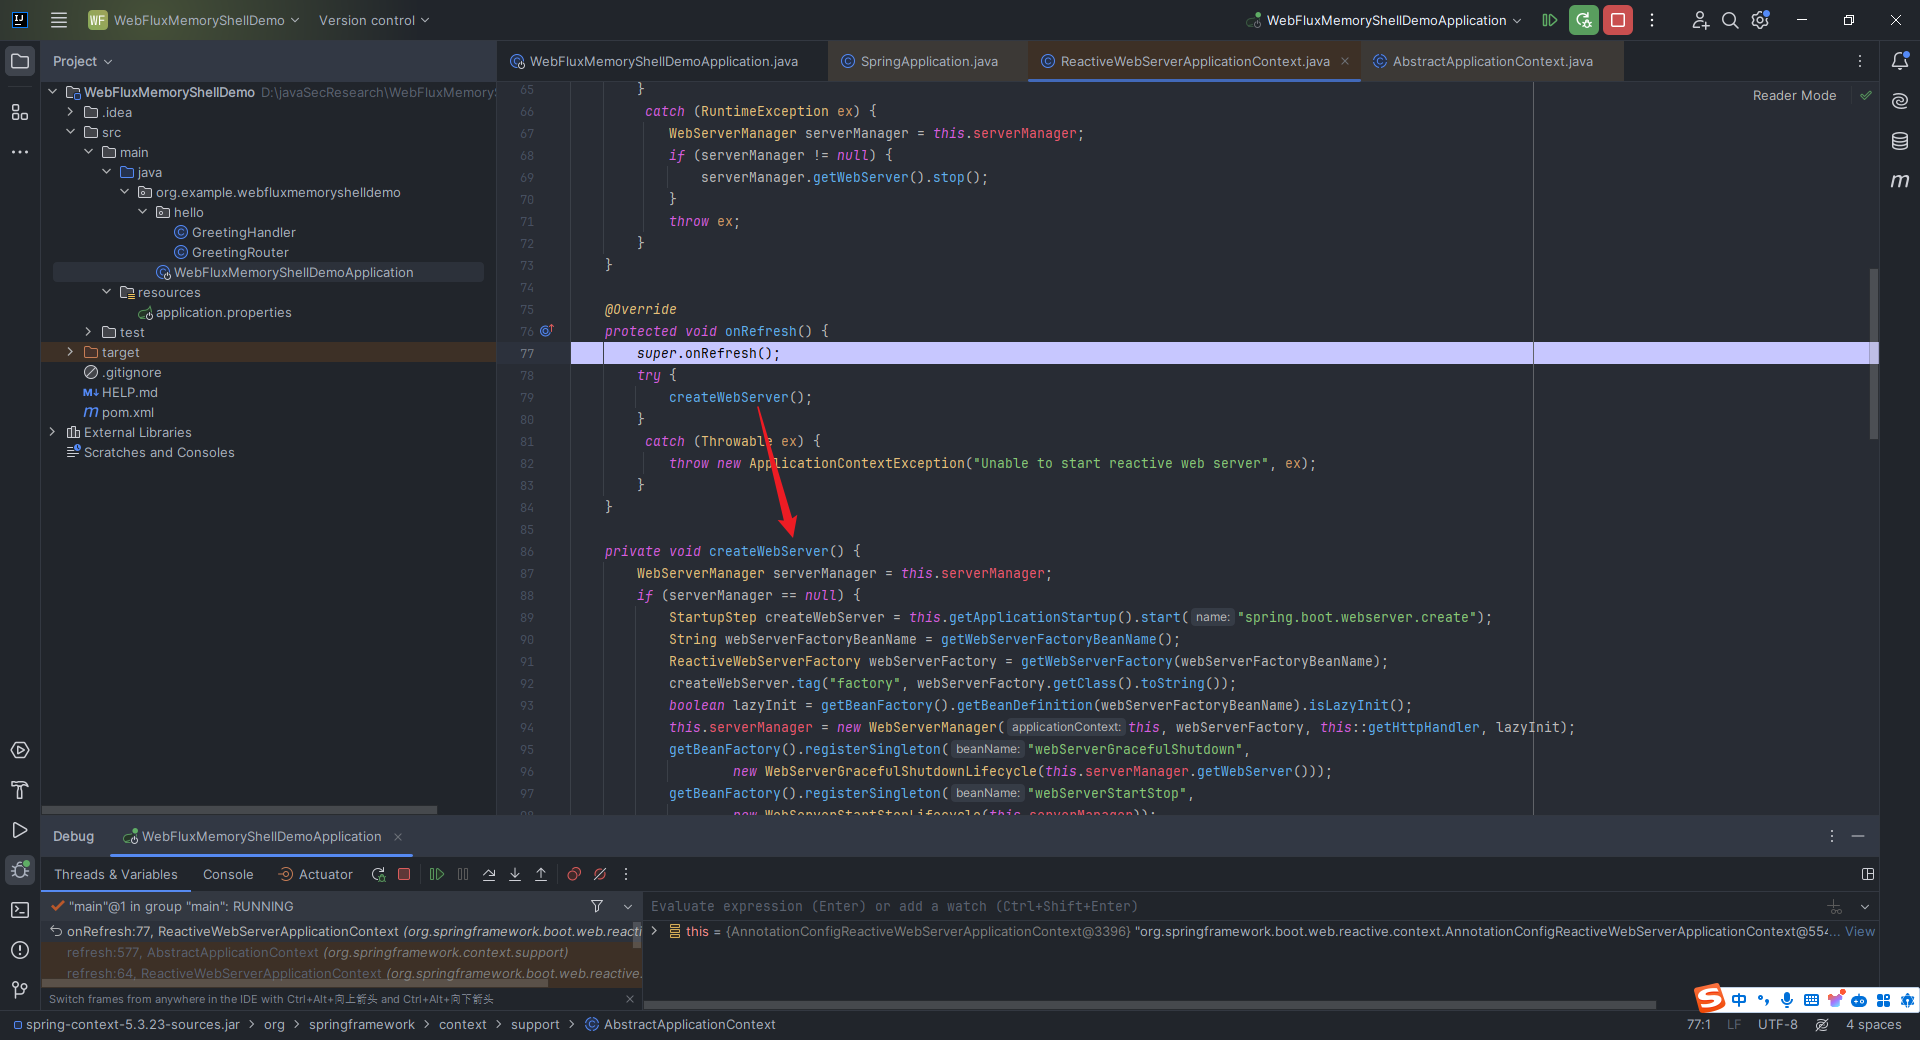 WF WebFluxMemoryShellDemo Version control WebFluxMemoryShellDemoApplication
Project
WebFluxMemoryShellDemoApplication.java SpringApplication.java ReactiveWebServerApplicationContext.java AbstractApplicationContext.java
Reader Mode
WebFluxMemoryShellDemo D:\javaSecResearch\WebFluxMemoryS
.idea
src
main
java
org.example.webfluxmemoryshelldemo
hello
GreetingHandler
GreetingRouter
WebFluxMemoryShellDemoApplication
resources
application.properties
test
target
.gitignore
M↓ HELP.md
m pom.xml
External Libraries
Scratches and Consoles
65 }
66 catch (RuntimeException ex) {
67 WebServerManager serverManager = this.serverManager;
68 if (serverManager != null) {
69 serverManager.getWebServer().stop();
70 }
71 throw ex;
72 }
73 }
74
75 @Override
76 protected void onRefresh() {
77 super.onRefresh();
78 try {
79 createWebServer();
80 }
81 catch (Throwable ex) {
82 throw new ApplicationContextException("Unable to start reactive web server", ex);
83 }
84 }
85
86 private void createWebServer() {
87 WebServerManager serverManager = this.serverManager;
88 if (serverManager == null) {
89 StartupStep createWebServer = this.getApplicationStartup().start( name: "spring.boot.webserver.create");
90 String webServerFactoryBeanName = getWebServerFactoryBeanName();
91 ReactiveWebServerFactory webServerFactory = getWebServerFactory(webServerFactoryBeanName);
92 createWebServer.tag("factory", webServerFactory.getClass().toString());
93 boolean lazyInit = getBeanFactory().getBeanDefinition(webServerFactoryBeanName).isLazyInit();
94 this.serverManager = new WebServerManager( applicationContext: this, webServerFactory, this::getHttpHandler, lazyInit);
95 getBeanFactory().registerSingleton( beanName: "webServerGracefulShutdown",
96 new WebServerGracefulShutdownLifecycle(this.serverManager.getWebServer()));
97 getBeanFactory().registerSingleton( beanName: "webServerStartStop",
98 new WebServerStartStopLifecycle(this.serverManager));
Debug WebFluxMemoryShellDemoApplication
Threads & Variables Console Actuator
"main"@1 in group "main": RUNNING
onRefresh:77, ReactiveWebServerApplicationContext (org.springframework.boot.web.reacti
refresh:577, AbstractApplicationContext (org.springframework.context.support)
refresh:64, ReactiveWebServerApplicationContext (org.springframework.boot.web.reactive.
Switch frames from anywhere in the IDE with Ctrl+Alt+向上箭头 and Ctrl+Alt+向下箭头
Evaluate expression (Enter) or add a watch (Ctrl+Shift+Enter)
this = {AnnotationConfigReactiveWebServerApplicationContext@3396} "org.springframework.boot.web.reactive.context.AnnotationConfigReactiveWebServerApplicationContext@554... View
中
spring-context-5.3.23-sources.jar org springframework context support AbstractApplicationContext
77:1 LF UTF-8 4 spaces